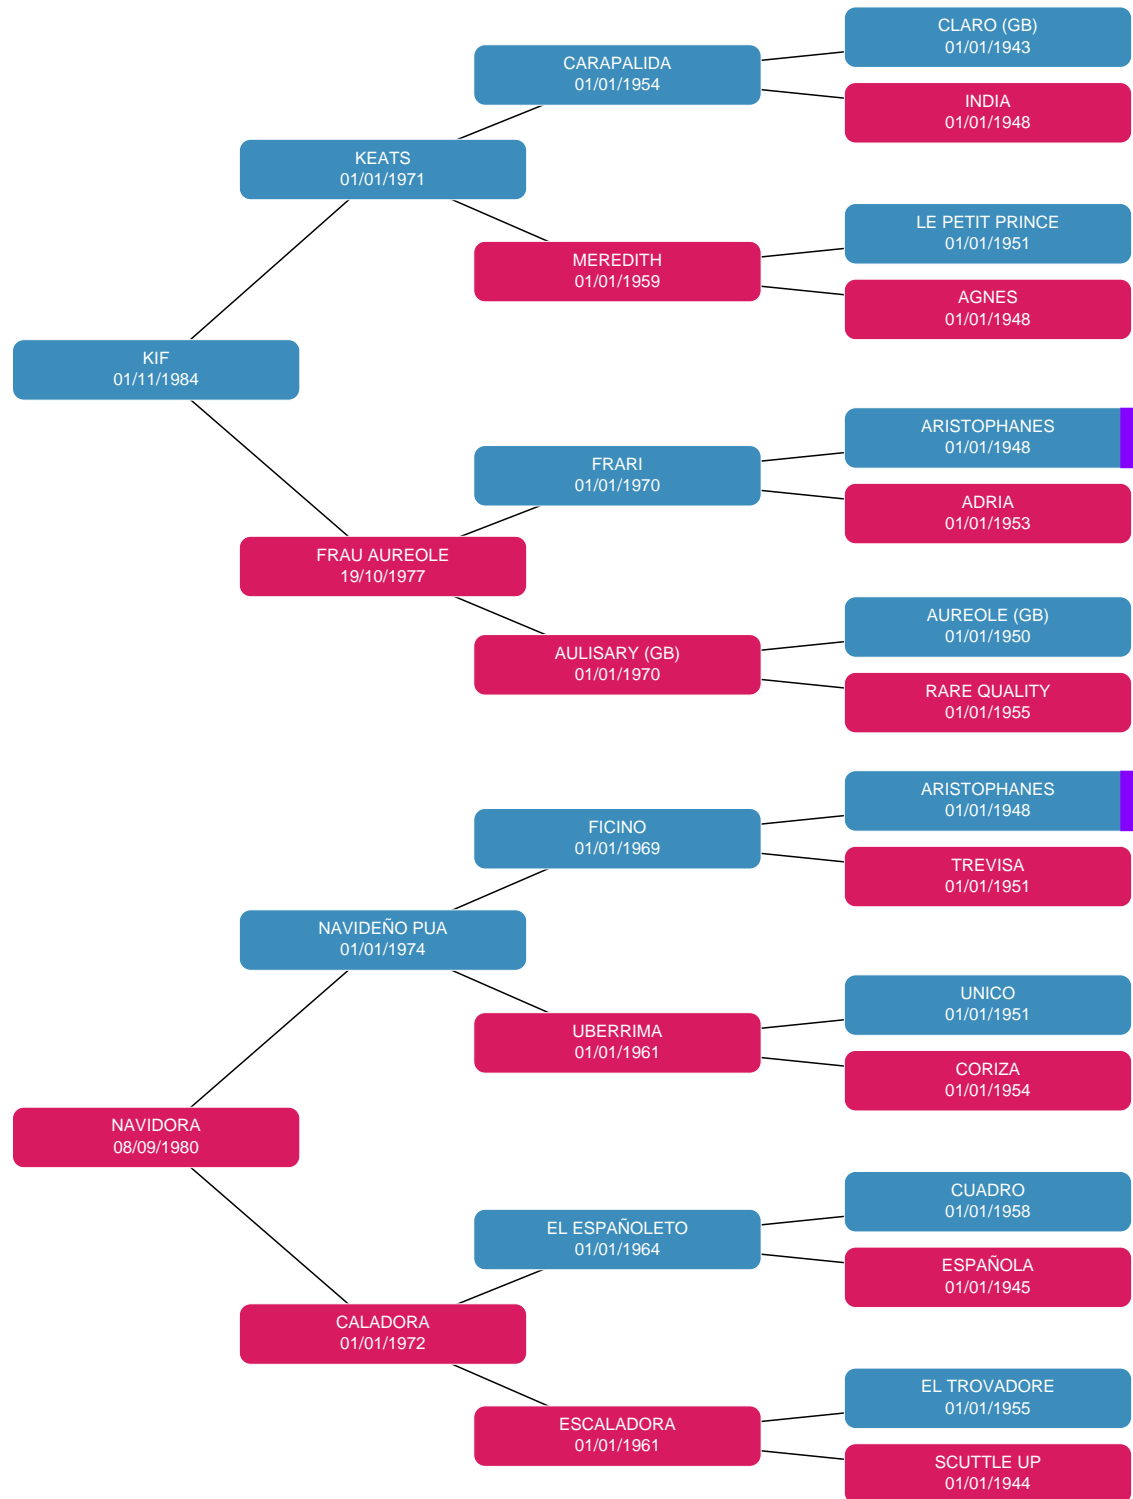 CLARO (GB)
01/01/1943
CARAPALIDA
01/01/1954
INDIA
01/01/1948
KEATS
01/01/1971
LE PETIT PRINCE
01/01/1951
MEREDITH
01/01/1959
AGNES
01/01/1948
KIF
01/11/1984
ARISTOPHANES
01/01/1948
FRARI
01/01/1970
ADRIA
01/01/1953
FRAU AUREOLE
19/10/1977
AUREOLE (GB)
01/01/1950
AULISARY (GB)
01/01/1970
RARE QUALITY
01/01/1955
ARISTOPHANES
01/01/1948
FICINO
01/01/1969
TREVISA
01/01/1951
NAVIDEÑO PUA
01/01/1974
UNICO
01/01/1951
UBERRIMA
01/01/1961
CORIZA
01/01/1954
NAVIDORA
08/09/1980
CUADRO
01/01/1958
EL ESPAÑOLETO
01/01/1964
ESPAÑOLA
01/01/1945
CALADORA
01/01/1972
EL TROVADORE
01/01/1955
ESCALADORA
01/01/1961
SCUTTLE UP
01/01/1944